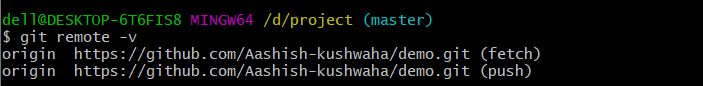 dell@DESKTOP-6T6FIS8 MINGW64 /d/project (master)
$ git remote -v
origin  https://github.com/Aashish-kushwaha/demo.git (fetch)
origin  https://github.com/Aashish-kushwaha/demo.git (push)